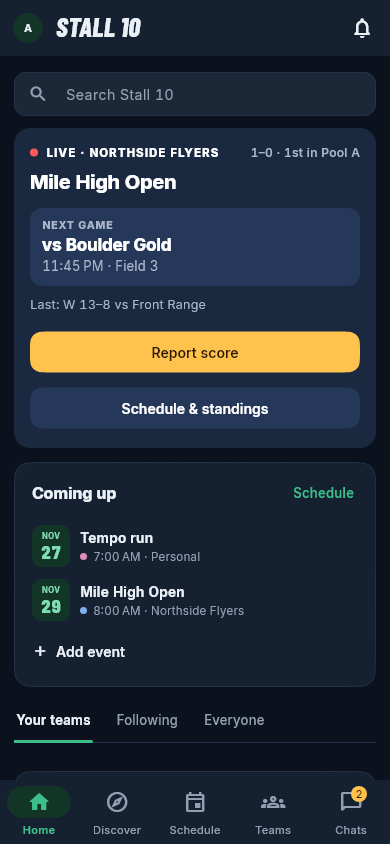 A
STALL 10
Search Stall 10
LIVE · NORTHSIDE FLYERS
1–0 · 1st in Pool A
Mile High Open
NEXT GAME
vs Boulder Gold
11:45 PM · Field 3
Last: W 13–8 vs Front Range
Report score
Schedule & standings
Coming up
Schedule
NOV
27
Tempo run
7:00 AM · Personal
NOV
29
Mile High Open
8:00 AM · Northside Flyers
+ Add event
Your teams
Following
Everyone
2
Home
Discover
Schedule
Teams
Chats